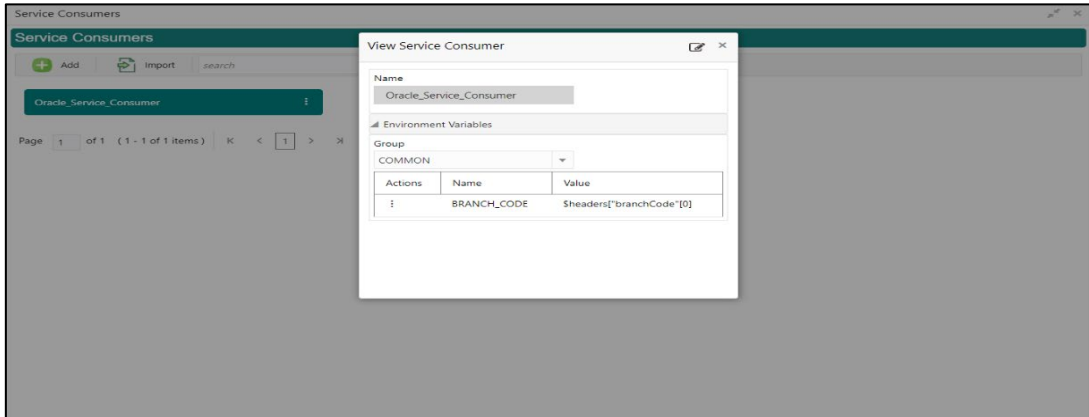 Service Consumers
Service Consumers
Add Import search
Oracle_Service_Consumer
Page 1 of 1 (1 - 1 of 1 items) K < 1 > >|
View Service Consumer
Name
Oracle_Service_Consumer
Environment Variables
Group
COMMON
Actions Name Value
BRANCH_CODE $headers["branchCode"[0]